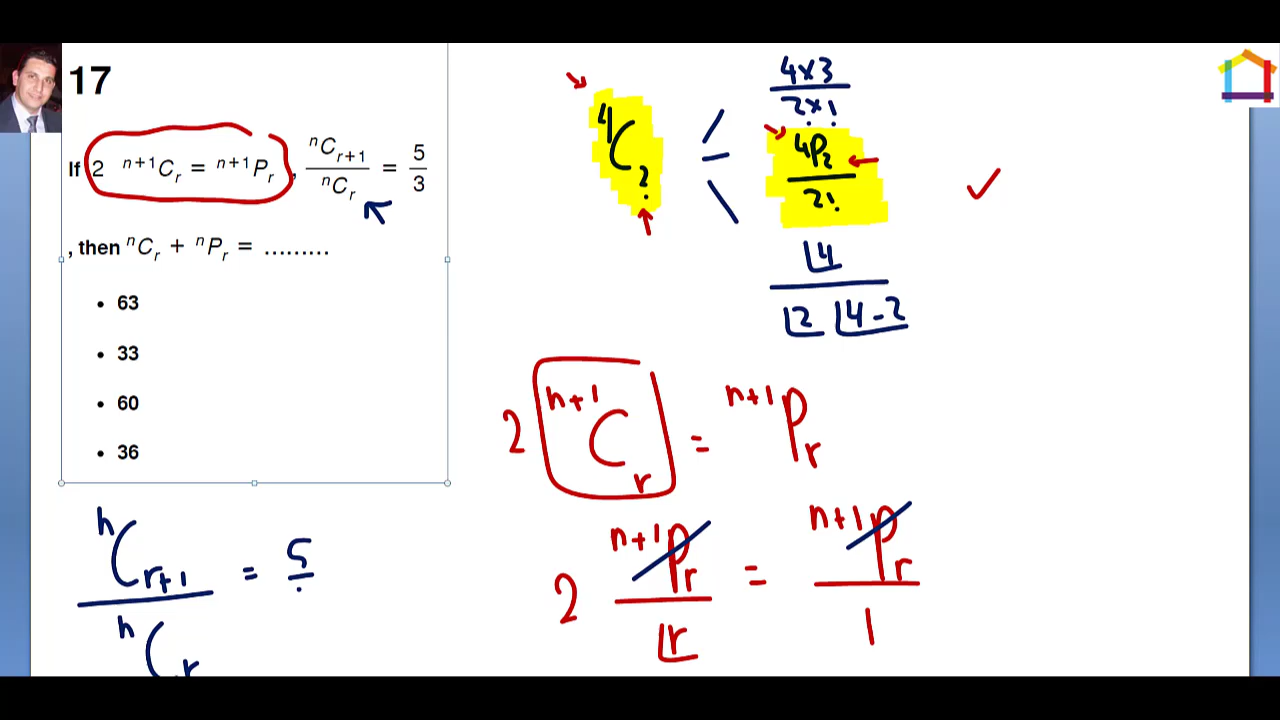 17
If 2 ⁿ⁺¹Cᵣ = ⁿ⁺¹Pᵣ , ⁿCᵣ₊₁ / ⁿCᵣ = 5/3
, then ⁿCᵣ + ⁿPᵣ = .........
• 63
• 33
• 60
• 36
ⁿCᵣ₊₁ / ⁿCᵣ = 5
4×3 / 2×!
⁴C₂ = ⁴P₂ / 2!
⌊4 / ⌊2 ⌊4-2
2 ⁿ⁺¹Cᵣ = ⁿ⁺¹Pᵣ
2 ⁿ⁺¹Pᵣ / ⌊r = ⁿ⁺¹Pᵣ / 1